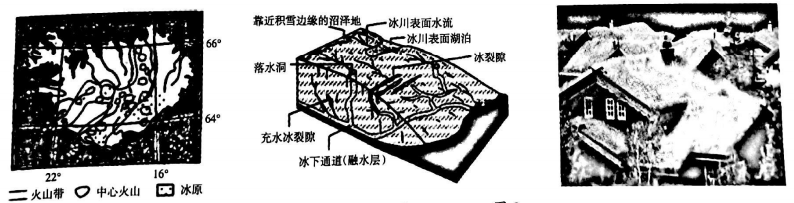 66°
64°
22°
16°
火山带
中心火山
冰原
靠近积雪边缘的沼泽地
冰川表面水流
冰川表面湖泊
落水洞
冰裂隙
充水冰裂隙
冰下通道(融水层)